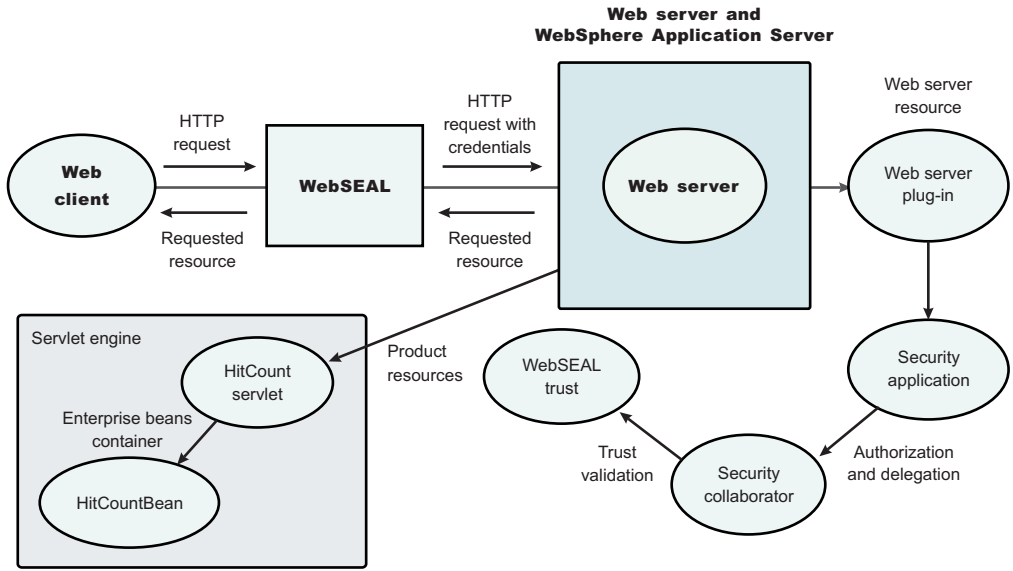 Web server and
WebSphere Application Server
Web server
resource
HTTP
request
HTTP
request with
credentials
Web
client
WebSEAL
Web server
Web server
plug-in
Requested
resource
Requested
resource
Servlet engine
HitCount
servlet
Product
resources
WebSEAL
trust
Security
application
Enterprise beans
container
HitCountBean
Trust
validation
Security
collaborator
Authorization
and delegation